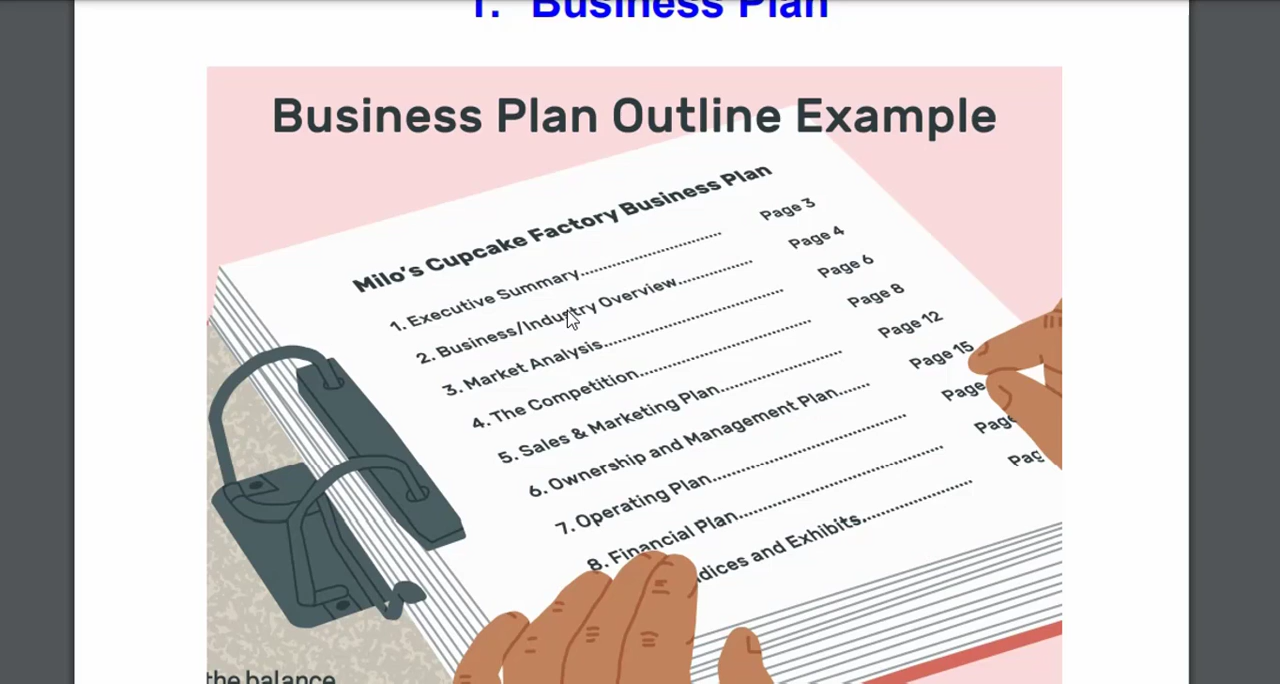 1. Business Plan
Business Plan Outline Example
Milo's Cupcake Factory Business Plan
1. Executive Summary.......... Page 3
2. Business/Industry Overview.......... Page 4
3. Market Analysis.......... Page 6
4. The Competition.......... Page 8
5. Sales & Marketing Plan.......... Page 12
6. Ownership and Management Plan...... Page 15
7. Operating Plan.......... Page
8. Financial Plan..........
and Exhibits..........
the balance